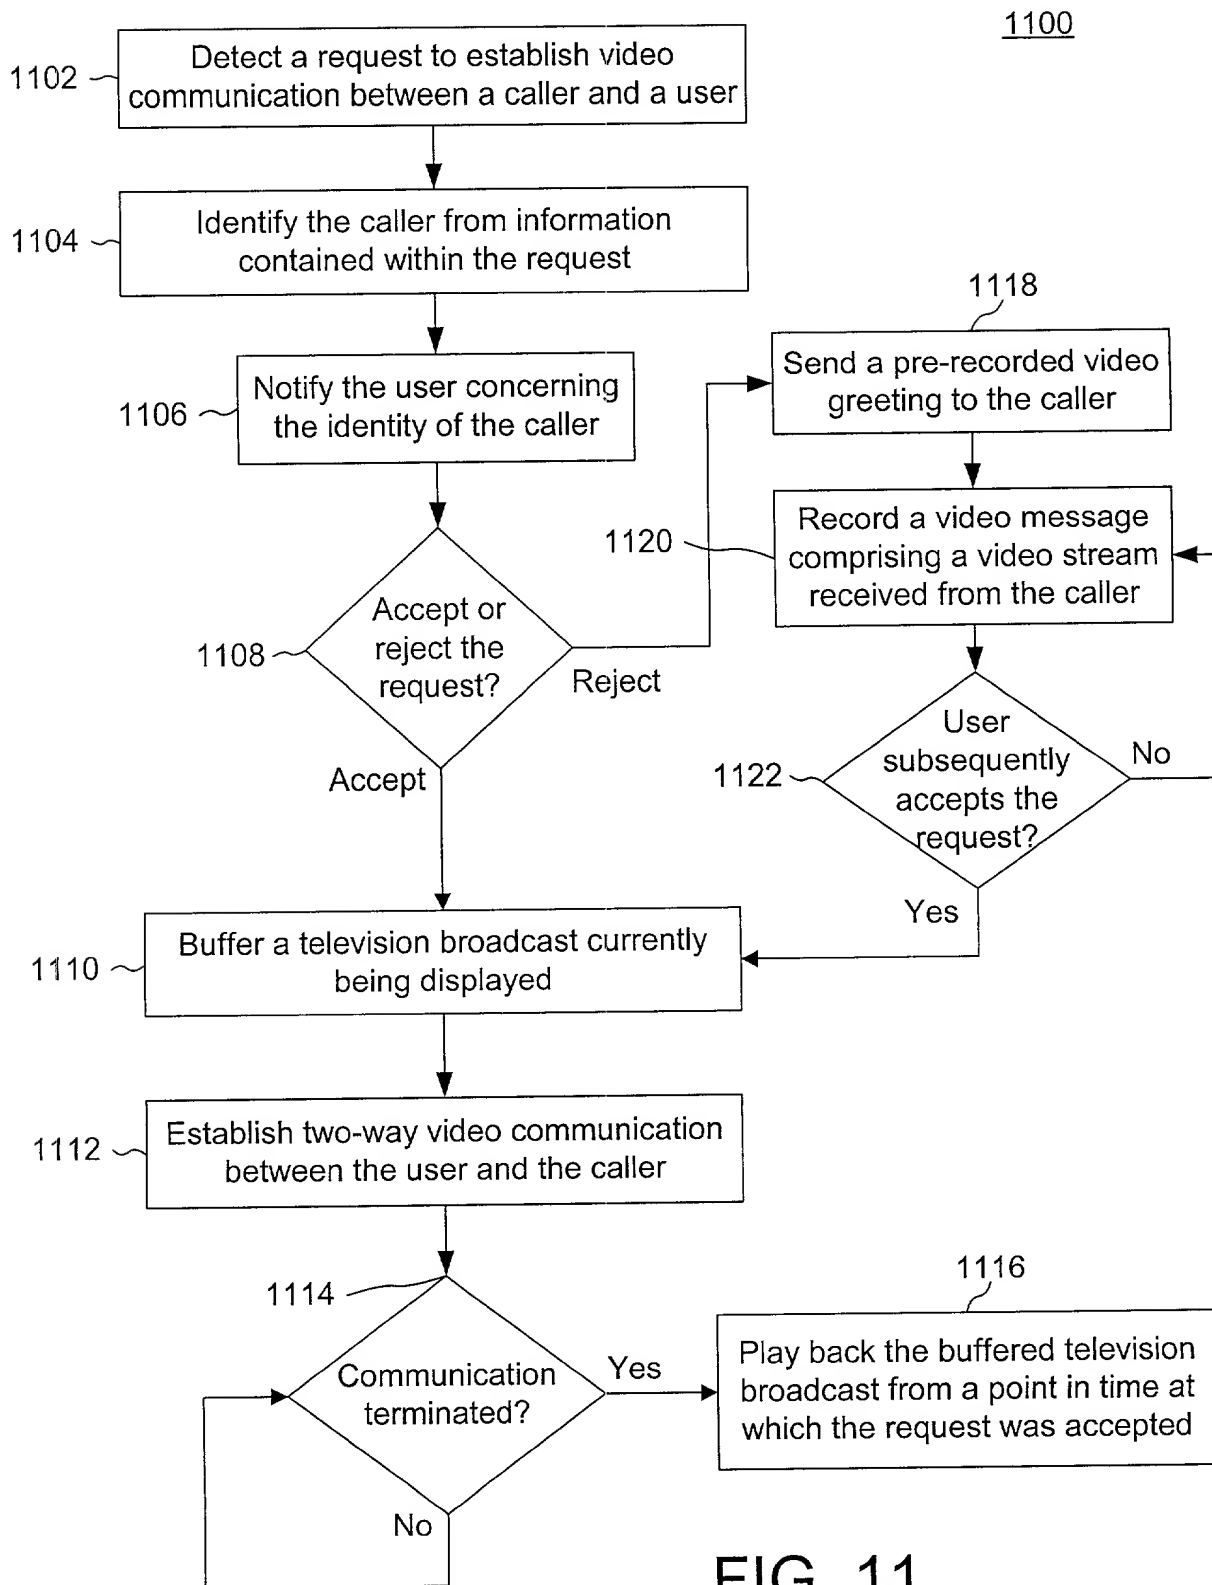 1100
1102
Detect a request to establish video
communication between a caller and a user
1104
Identify the caller from information
contained within the request
1106
Notify the user concerning
the identity of the caller
1108
Accept or
reject the
request?
Reject
Accept
1118
Send a pre-recorded video
greeting to the caller
1120
Record a video message
comprising a video stream
received from the caller
1122
User
subsequently
accepts the
request?
No
Yes
1110
Buffer a television broadcast currently
being displayed
1112
Establish two-way video communication
between the user and the caller
1114
Communication
terminated?
Yes
No
1116
Play back the buffered television
broadcast from a point in time at
which the request was accepted
FIG. 11